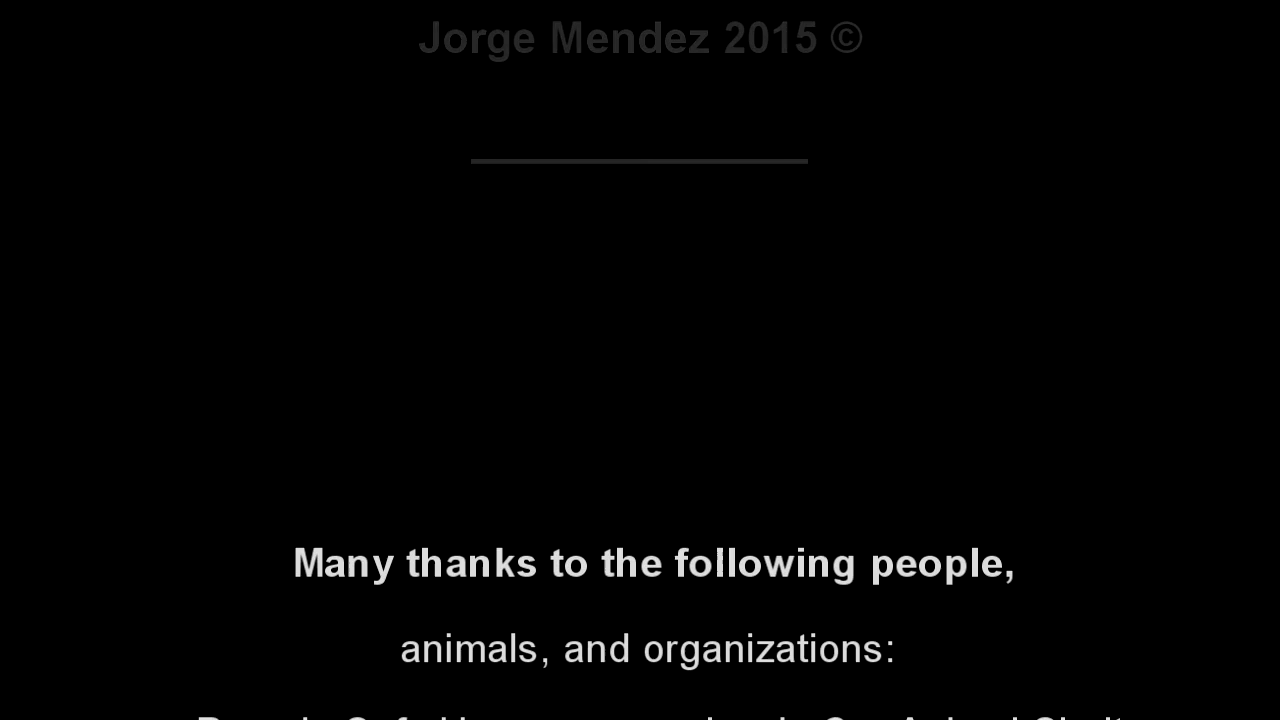 Jorge Mendez 2015 ©
Many thanks to the following people,
animals, and organizations: